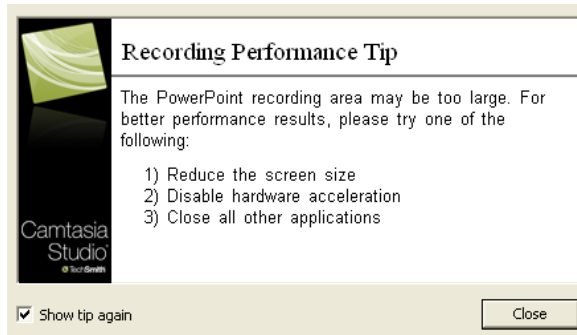 Recording Performance Tip
The PowerPoint recording area may be too large. For
better performance results, please try one of the
following:
1) Reduce the screen size
2) Disable hardware acceleration
3) Close all other applications
Camtasia
Studio
TechSmith
Show tip again
Close